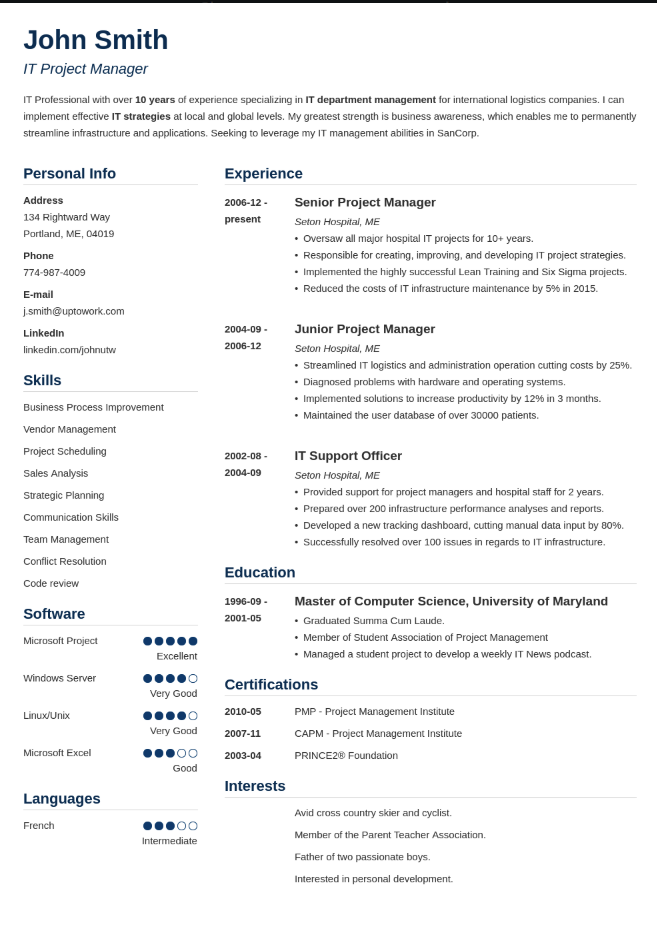 John Smith
IT Project Manager
IT Professional with over 10 years of experience specializing in IT department management for international logistics companies. I can
implement effective IT strategies at local and global levels. My greatest strength is business awareness, which enables me to permanently
streamline infrastructure and applications. Seeking to leverage my IT management abilities in SanCorp.
Personal Info
Address
134 Rightward Way
Portland, ME, 04019
Phone
774-987-4009
E-mail
j.smith@uptowork.com
LinkedIn
linkedin.com/johnutw
Skills
Business Process Improvement
Vendor Management
Project Scheduling
Sales Analysis
Strategic Planning
Communication Skills
Team Management
Conflict Resolution
Code review
Software
Microsoft Project
Excellent
Windows Server
Very Good
Linux/Unix
Very Good
Microsoft Excel
Good
Languages
French
Intermediate
Experience
2006-12 -
present
Senior Project Manager
Seton Hospital, ME
• Oversaw all major hospital IT projects for 10+ years.
• Responsible for creating, improving, and developing IT project strategies.
• Implemented the highly successful Lean Training and Six Sigma projects.
• Reduced the costs of IT infrastructure maintenance by 5% in 2015.
2004-09 -
2006-12
Junior Project Manager
Seton Hospital, ME
• Streamlined IT logistics and administration operation cutting costs by 25%.
• Diagnosed problems with hardware and operating systems.
• Implemented solutions to increase productivity by 12% in 3 months.
• Maintained the user database of over 30000 patients.
2002-08 -
2004-09
IT Support Officer
Seton Hospital, ME
• Provided support for project managers and hospital staff for 2 years.
• Prepared over 200 infrastructure performance analyses and reports.
• Developed a new tracking dashboard, cutting manual data input by 80%.
• Successfully resolved over 100 issues in regards to IT infrastructure.
Education
1996-09 -
2001-05
Master of Computer Science, University of Maryland
• Graduated Summa Cum Laude.
• Member of Student Association of Project Management
• Managed a student project to develop a weekly IT News podcast.
Certifications
2010-05 PMP - Project Management Institute
2007-11 CAPM - Project Management Institute
2003-04 PRINCE2® Foundation
Interests
Avid cross country skier and cyclist.
Member of the Parent Teacher Association.
Father of two passionate boys.
Interested in personal development.